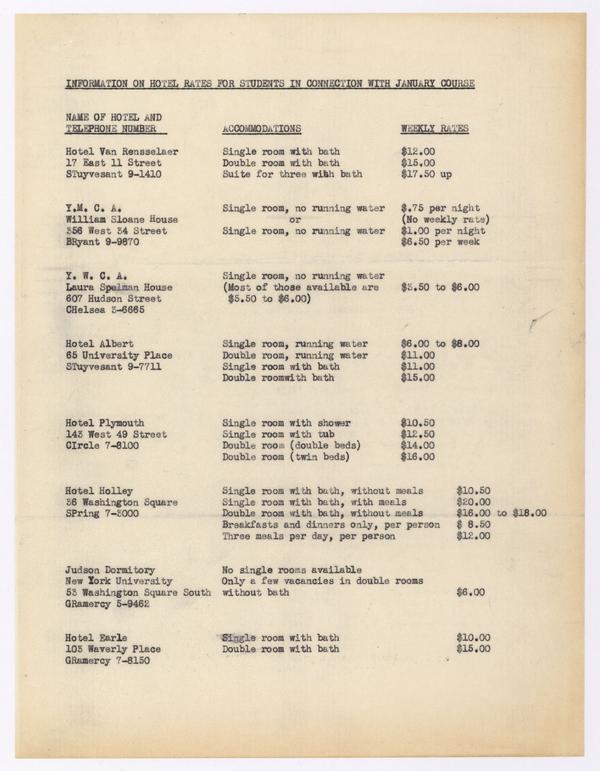 INFORMATION ON HOTEL RATES FOR STUDENTS IN CONNECTION WITH JANUARY COURSE
NAME OF HOTEL AND
TELEPHONE NUMBER ACCOMMODATIONS WEEKLY RATES
Hotel Van Rensselaer Single room with bath $12.00
17 East 11 Street Double room with bath $15.00
STuyvesant 9-1410 Suite for three with bath $17.50 up
Y.M. C. A. Single room, no running water $.75 per night
William Sloane House or (No weekly rate)
356 West 34 Street Single room, no running water $1.00 per night
BRyant 9-9870 $6.50 per week
Y. W. C. A. Single room, no running water
Laura Spelman House (Most of those available are $3.50 to $6.00
607 Hudson Street $5.50 to $6.00)
CHelsea 3-6665
Hotel Albert Single room, running water $6.00 to $8.00
65 University Place Double room, running water $11.00
STuyvesant 9-7711 Single room with bath $11.00
Double roomwith bath $15.00
Hotel Plymouth Single room with shower $10.50
143 West 49 Street Single room with tub $12.50
CIrcle 7-8100 Double room (double beds) $14.00
Double room (twin beds) $16.00
Hotel Holley Single room with bath, without meals $10.50
36 Washington Square Single room with bath, with meals $20.00
SPring 7-3000 Double room with bath, without meals $16.00 to $18.00
Breakfasts and dinners only, per person $ 8.50
Three meals per day, per person $12.00
Judson Dormitory No single rooms available
New York University Only a few vacancies in double rooms
53 Washington Square South without bath $6.00
GRamercy 5-9462
Hotel Earle Single room with bath $10.00
103 Waverly Place Double room with bath $15.00
GRamercy 7-8150